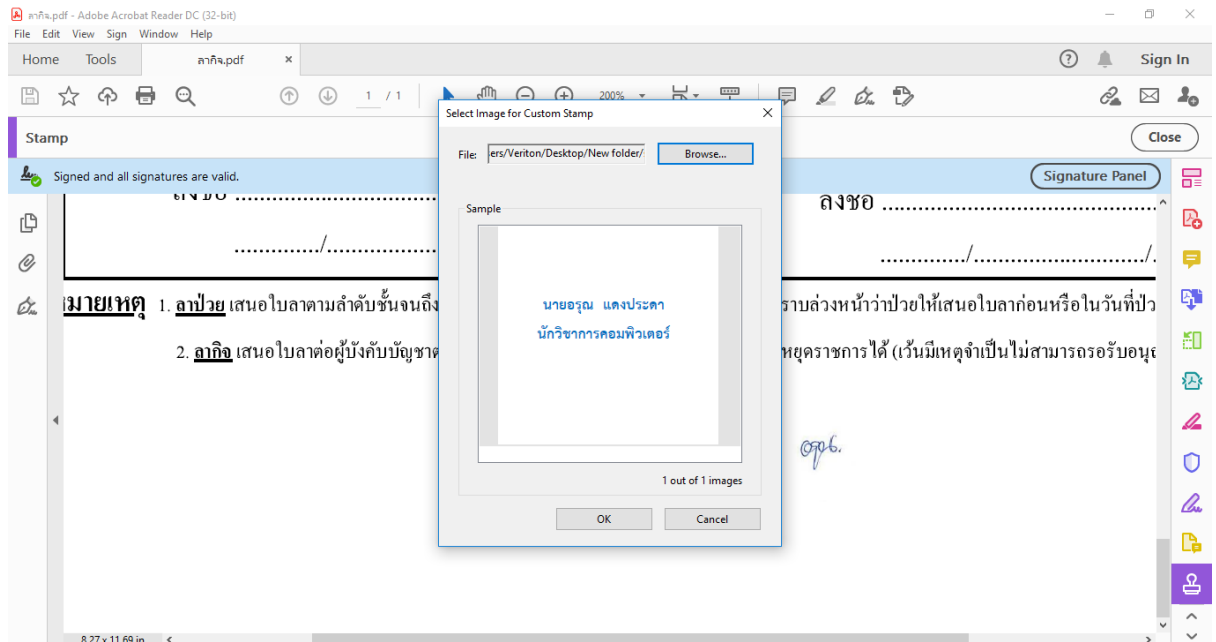 ลากิจ.pdf - Adobe Acrobat Reader DC (32-bit)
File Edit View Sign Window Help
Home Tools ลากิจ.pdf × Sign In
1 / 1 200%
Select Image for Custom Stamp
Stamp
Close
File: ers/Veriton/Desktop/New folder/ Browse...
Signed and all signatures are valid.
Signature Panel
Sample
ลงชื่อ ..........................................
ลงชื่อ ..........................................
............../..................
............../........................../.
หมายเหตุ 1. ลาป่วย เสนอใบลาตามลำดับชั้นจนถึง
ราบล่วงหน้าว่าป่วยให้เสนอใบลาก่อนหรือในวันที่ป่ว
นายอรุณ แดงประดา
นักวิชาการคอมพิวเตอร์
2. ลากิจ เสนอใบลาต่อผู้บังคับบัญชา
หยุดราชการได้ (เว้นมีเหตุจำเป็นไม่สามารถรอรับอนุญ
1 out of 1 images
OK Cancel
8.27 x 11.69 in